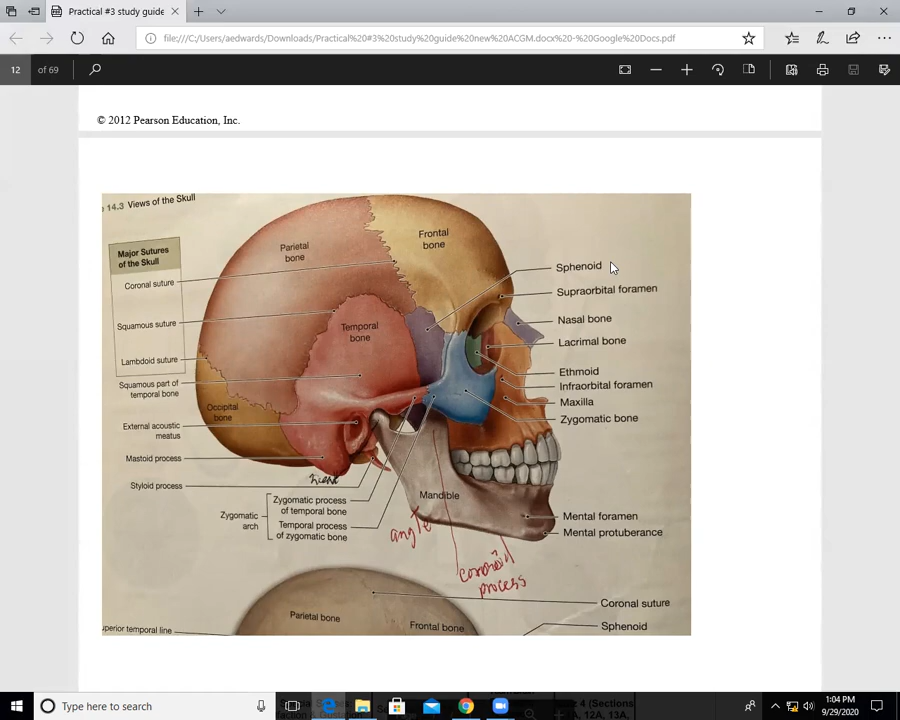 Practical #3 study guide
file:///C:/Users/aedwards/Downloads/Practical%20#3%20study%20guide%20new%20ACGM.docx%20-%20Google%20Docs.pdf
12 of 69
© 2012 Pearson Education, Inc.
14.3 Views of the Skull
Major Sutures
of the Skull
Coronal suture
Squamous suture
Lambdoid suture
Squamous part of
temporal bone
External acoustic
meatus
Mastoid process
Styloid process
Zygomatic
arch
Zygomatic process
of temporal bone
Temporal process
of zygomatic bone
Parietal
bone
Frontal
bone
Temporal
bone
Occipital
bone
Mandible
Sphenoid
Supraorbital foramen
Nasal bone
Lacrimal bone
Ethmoid
Infraorbital foramen
Maxilla
Zygomatic bone
Mental foramen
Mental protuberance
angle
process
Coronal suture
Parietal bone
Frontal bone
Sphenoid
perior temporal line
Type here to search
1:04 PM
9/29/2020